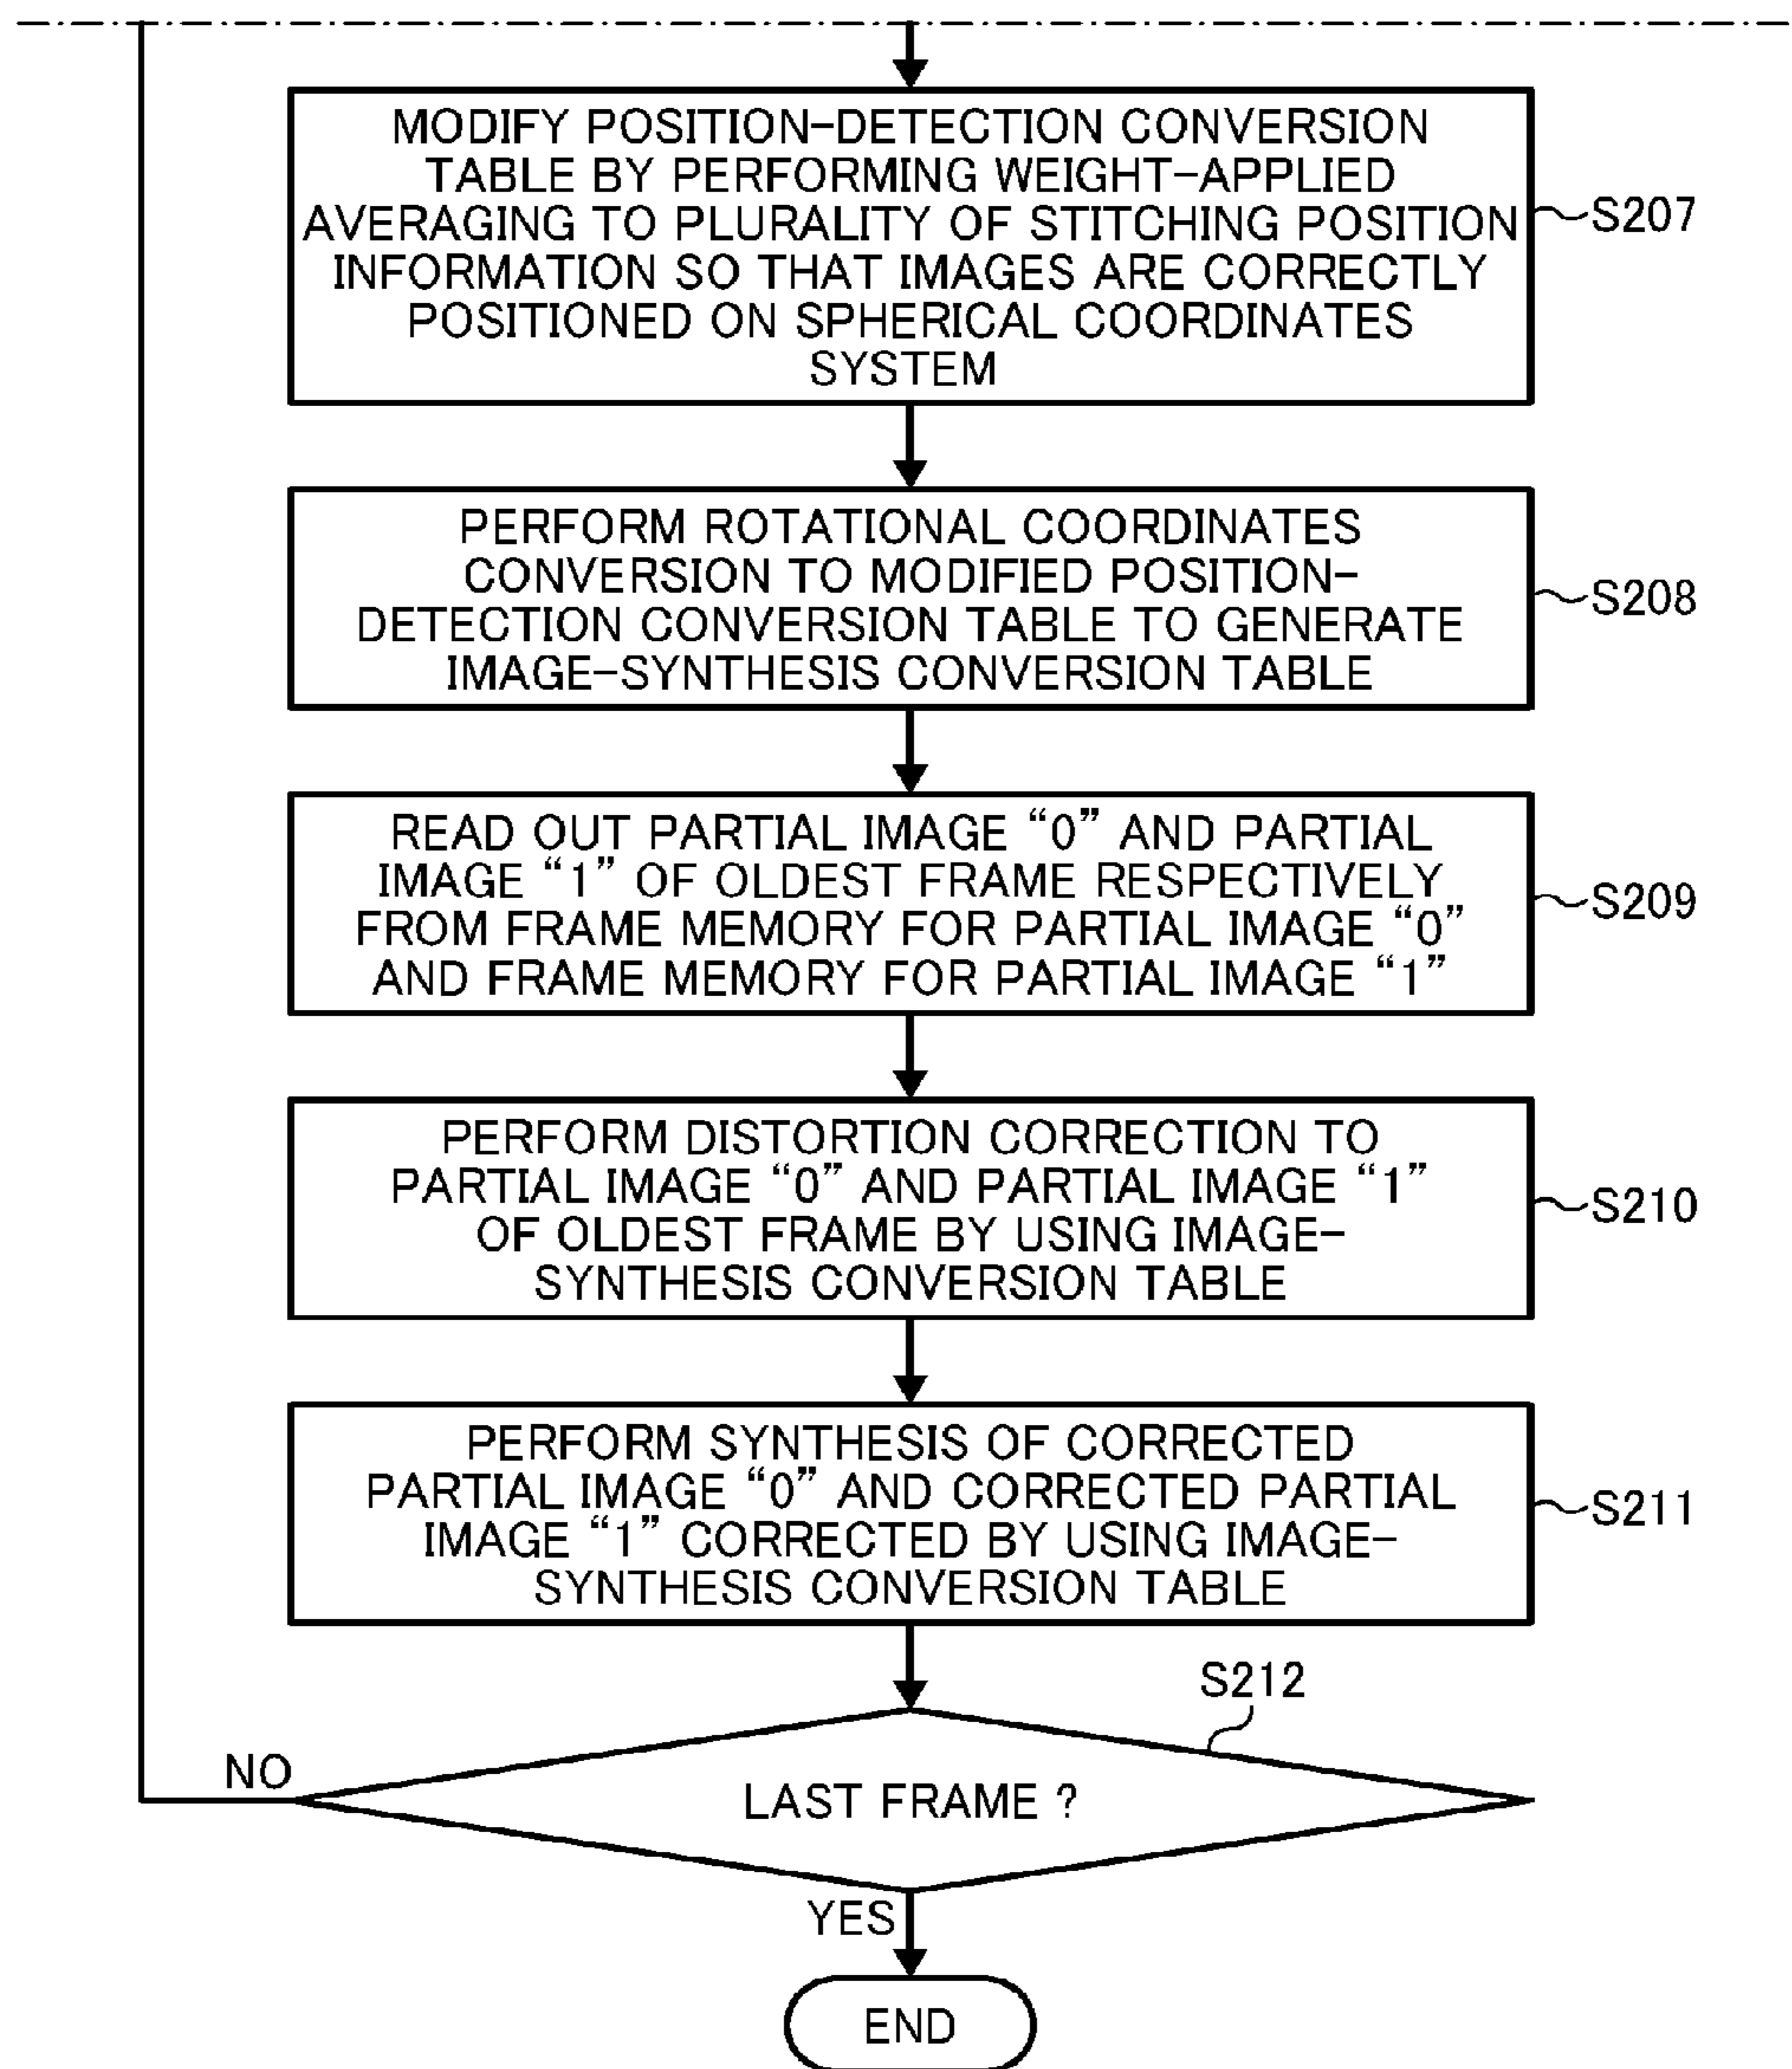 MODIFY POSITION-DETECTION CONVERSION
TABLE BY PERFORMING WEIGHT-APPLIED
AVERAGING TO PLURALITY OF STITCHING POSITION
INFORMATION SO THAT IMAGES ARE CORRECTLY
POSITIONED ON SPHERICAL COORDINATES
SYSTEM
S207
PERFORM ROTATIONAL COORDINATES
CONVERSION TO MODIFIED POSITION-
DETECTION CONVERSION TABLE TO GENERATE
IMAGE-SYNTHESIS CONVERSION TABLE
S208
READ OUT PARTIAL IMAGE “0” AND PARTIAL
IMAGE “1” OF OLDEST FRAME RESPECTIVELY
FROM FRAME MEMORY FOR PARTIAL IMAGE “0”
AND FRAME MEMORY FOR PARTIAL IMAGE “1”
S209
PERFORM DISTORTION CORRECTION TO
PARTIAL IMAGE “0” AND PARTIAL IMAGE “1”
OF OLDEST FRAME BY USING IMAGE-
SYNTHESIS CONVERSION TABLE
S210
PERFORM SYNTHESIS OF CORRECTED
PARTIAL IMAGE “0” AND CORRECTED PARTIAL
IMAGE “1” CORRECTED BY USING IMAGE-
SYNTHESIS CONVERSION TABLE
S211
S212
NO
LAST FRAME ?
YES
END